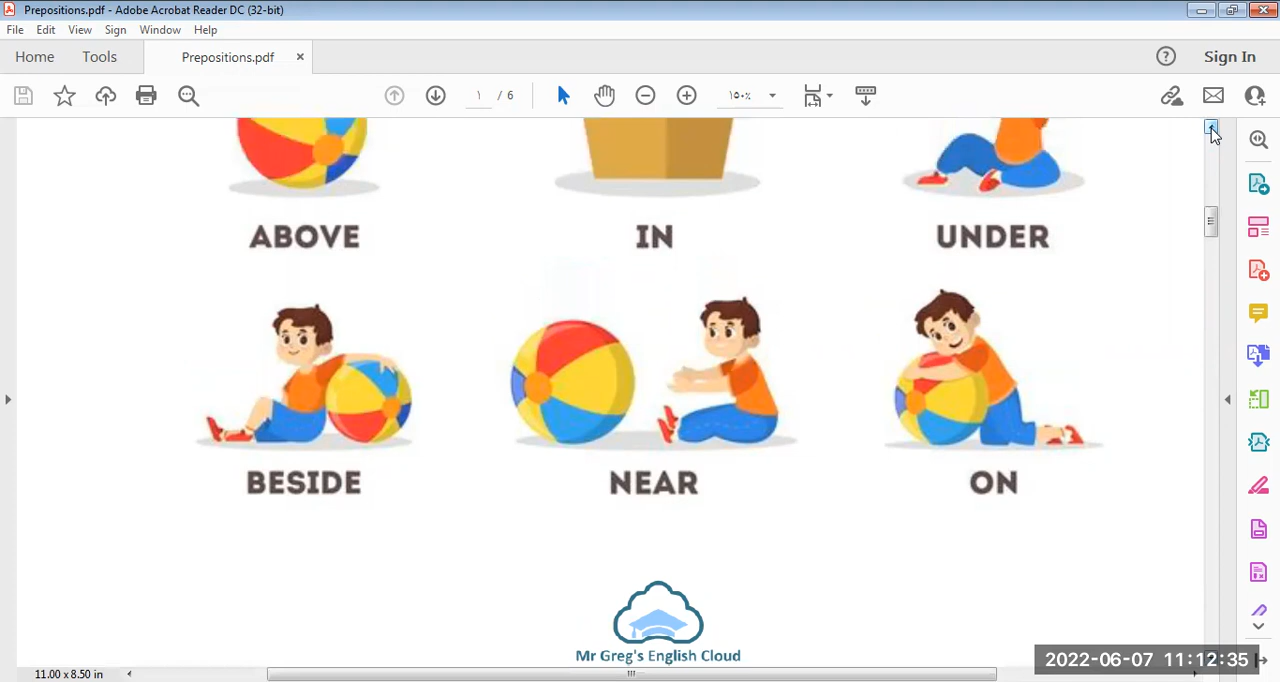 Prepositions.pdf - Adobe Acrobat Reader DC (32-bit)
File Edit View Sign Window Help
Home Tools Prepositions.pdf × Sign In
١ / 6 ١٥٠%
ABOVE IN UNDER
BESIDE NEAR ON
Mr Greg's English Cloud
2022-06-07 11:12:35
11.00 x 8.50 in